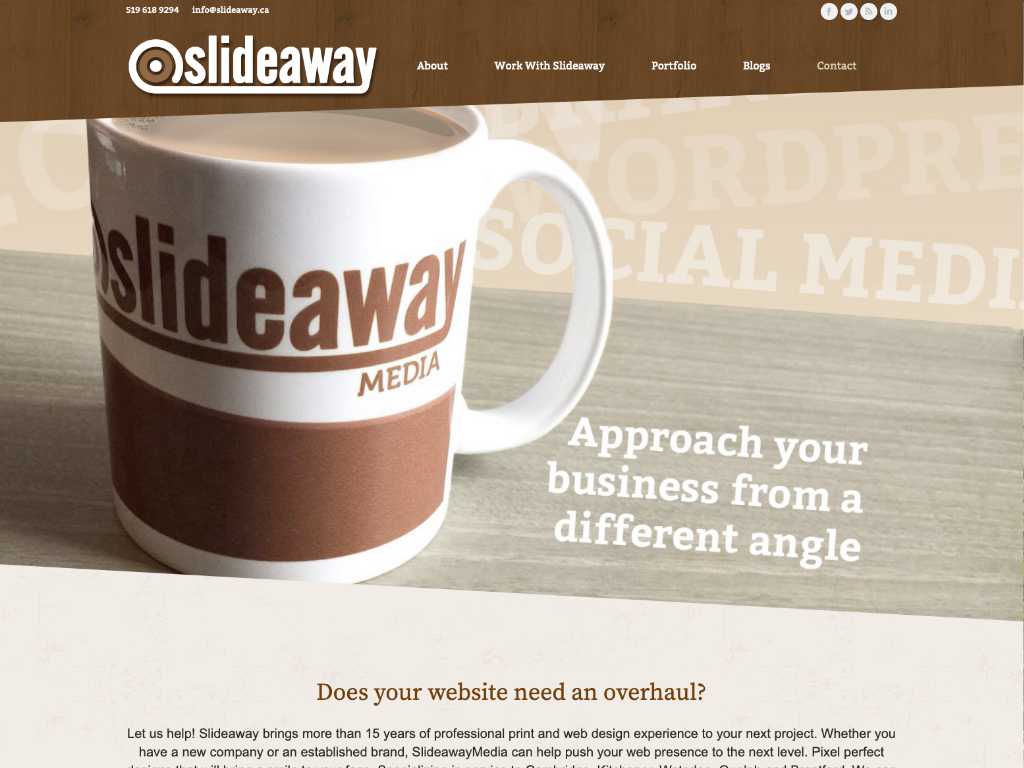 519 618 9294 info@slideaway.ca
slideaway
About Work With Slideaway Portfolio Blogs Contact
WORDPRE
SOCIAL MEDI
slideaway
MEDIA
Approach your
business from a
different angle
Does your website need an overhaul?
Let us help! Slideaway brings more than 15 years of professional print and web design experience to your next project. Whether you
have a new company or an established brand, SlideawayMedia can help push your web presence to the next level. Pixel perfect